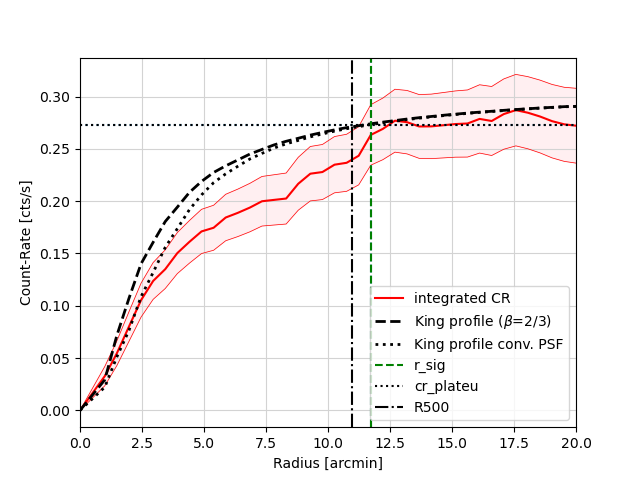 0.30
0.25
0.20
0.15
0.10
0.05
0.00
Count-Rate [cts/s]
integrated CR
King profile (β=2/3)
King profile conv. PSF
r_sig
cr_plateu
R500
0.0 2.5 5.0 7.5 10.0 12.5 15.0 17.5 20.0
Radius [arcmin]